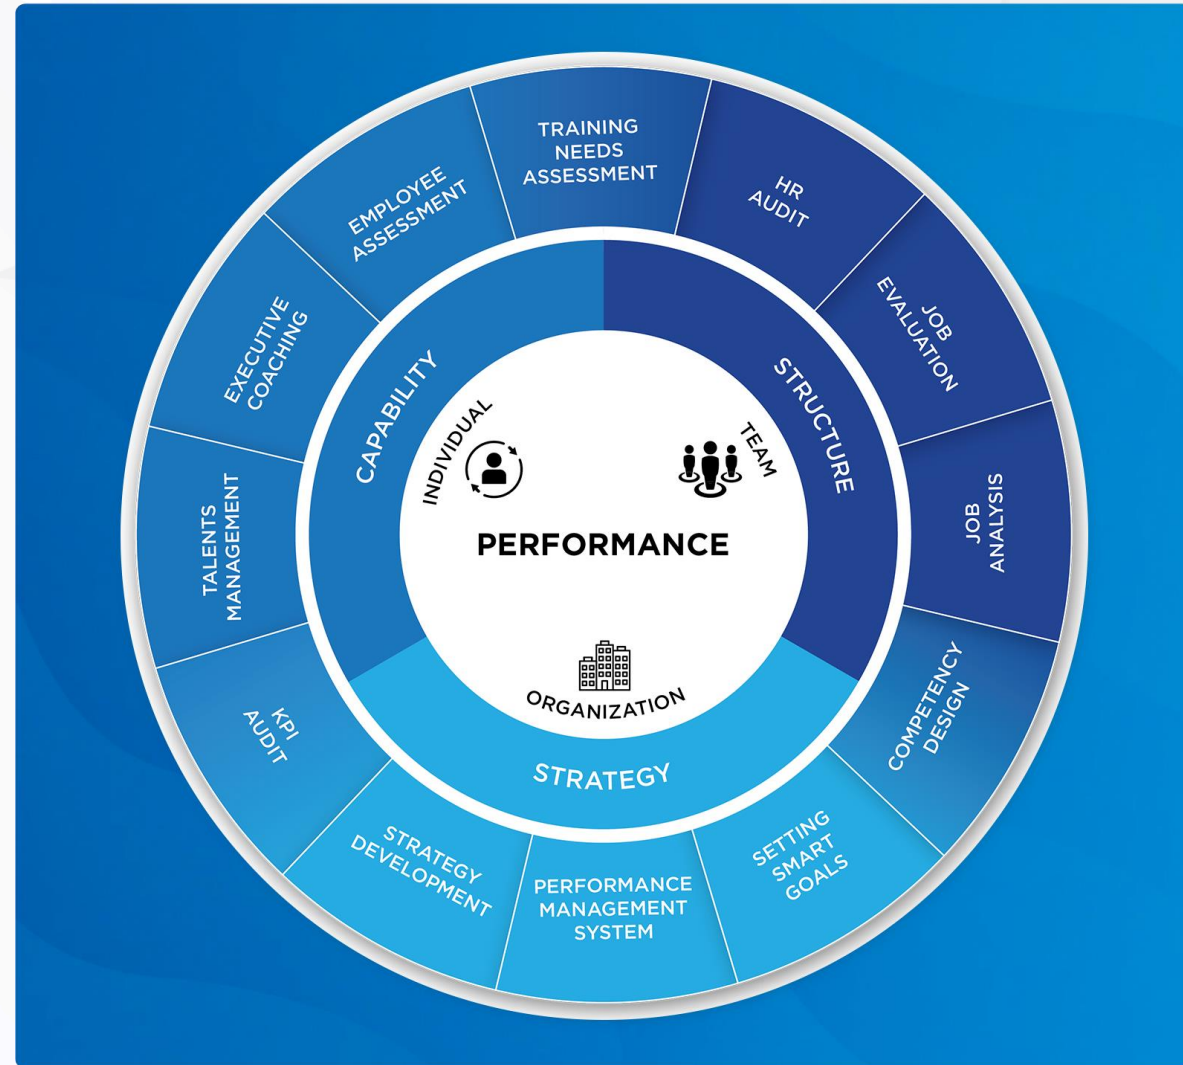 TRAINING
NEEDS
ASSESSMENT
HR
AUDIT
JOB
EVALUATION
JOB
ANALYSIS
COMPETENCY
DESIGN
SETTING
SMART
GOALS
PERFORMANCE
MANAGEMENT
SYSTEM
STRATEGY
DEVELOPMENT
KPI
AUDIT
TALENTS
MANAGEMENT
EXECUTIVE
COACHING
EMPLOYEE
ASSESSMENT
CAPABILITY
STRUCTURE
STRATEGY
INDIVIDUAL
TEAM
PERFORMANCE
ORGANIZATION